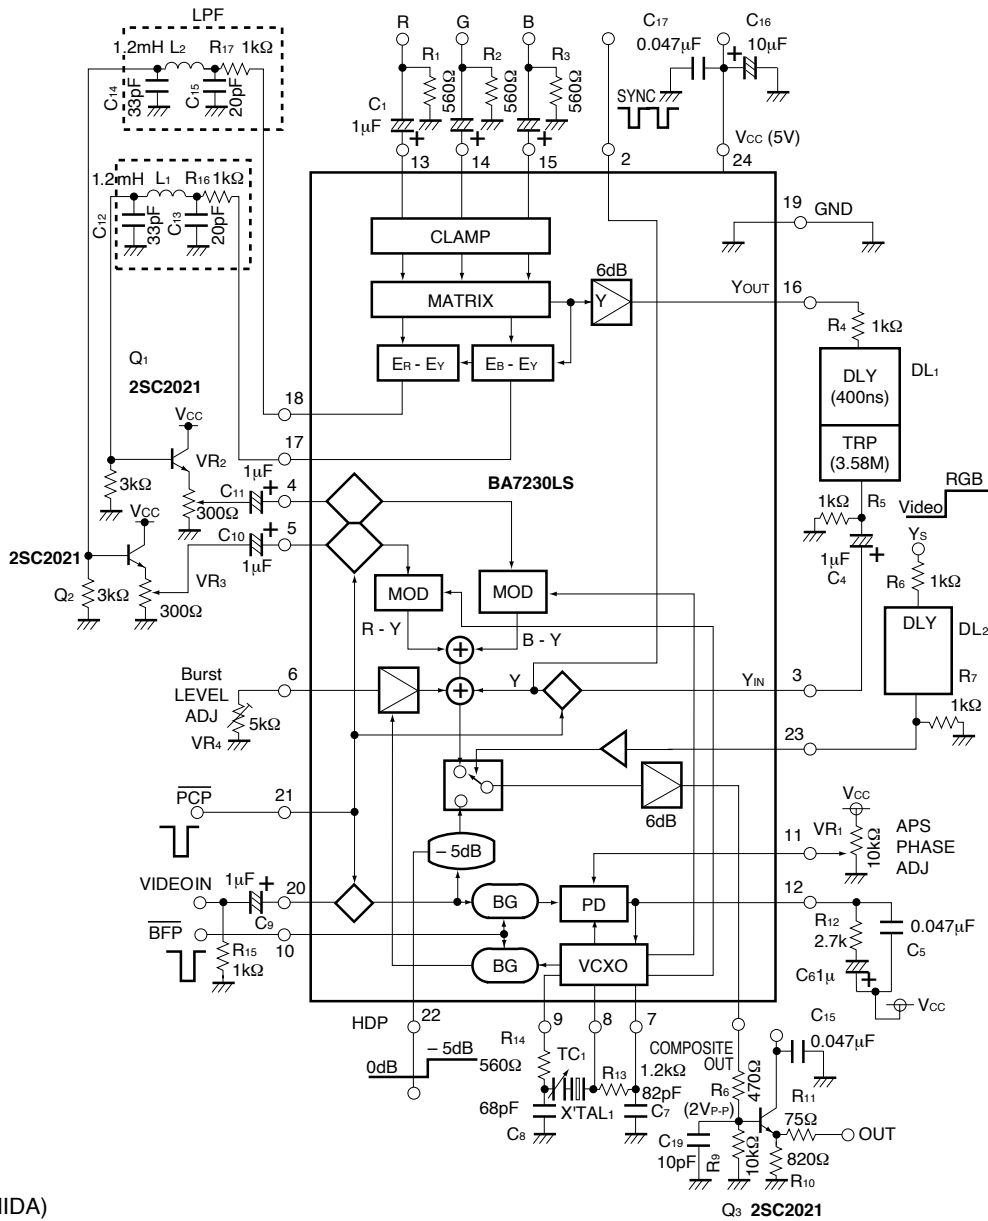 LPF
R
G
B
C17
C16
0.047µF
10µF
1.2mH L2 R17 1kΩ
R1
R2
R3
560Ω
560Ω
560Ω
C14
33pF
C15
20pF
C1
1µF
SYNC
VCC (5V)
13
14
15
2
24
1.2mH L1 R16 1kΩ
C12
33pF
C13
20pF
19
GND
CLAMP
6dB
MATRIX
Y
YOUT
16
R4
1kΩ
ER - EY
EB - EY
Q1
2SC2021
DLY
(400ns)
DL1
18
VCC
17
TRP
(3.58M)
VR2
1µF
BA7230LS
3kΩ
C11
4
300Ω
1kΩ
R5
Video
RGB
VCC
C10
5
YS
2SC2021
1µF
1µF
C4
VR3
R6
1kΩ
Q2
3kΩ
300Ω
MOD
MOD
R - Y
B - Y
DLY
DL2
Burst
LEVEL
ADJ
6
Y
YIN
3
R7
5kΩ
1kΩ
VR4
23
PCP
21
6dB
VCC
VR1
11
10kΩ
APS
PHASE
ADJ
- 5dB
VIDEOIN
1µF
20
C9
BG
PD
12
BFP
10
R12
2.7k
0.047µF
C5
R15
1kΩ
BG
VCXO
C6 1µ
VCC
HDP
22
9
8
7
C15
0.047µF
0dB
- 5dB
R14
560Ω
TC1
R13
1.2kΩ
COMPOSITE
OUT
R6
470Ω
68pF
C8
X'TAL1
82pF
C7
(2VP-P)
R11
75Ω
OUT
C19
10pF
R9
10kΩ
820Ω
R10
Q3 2SC2021
IIDA)